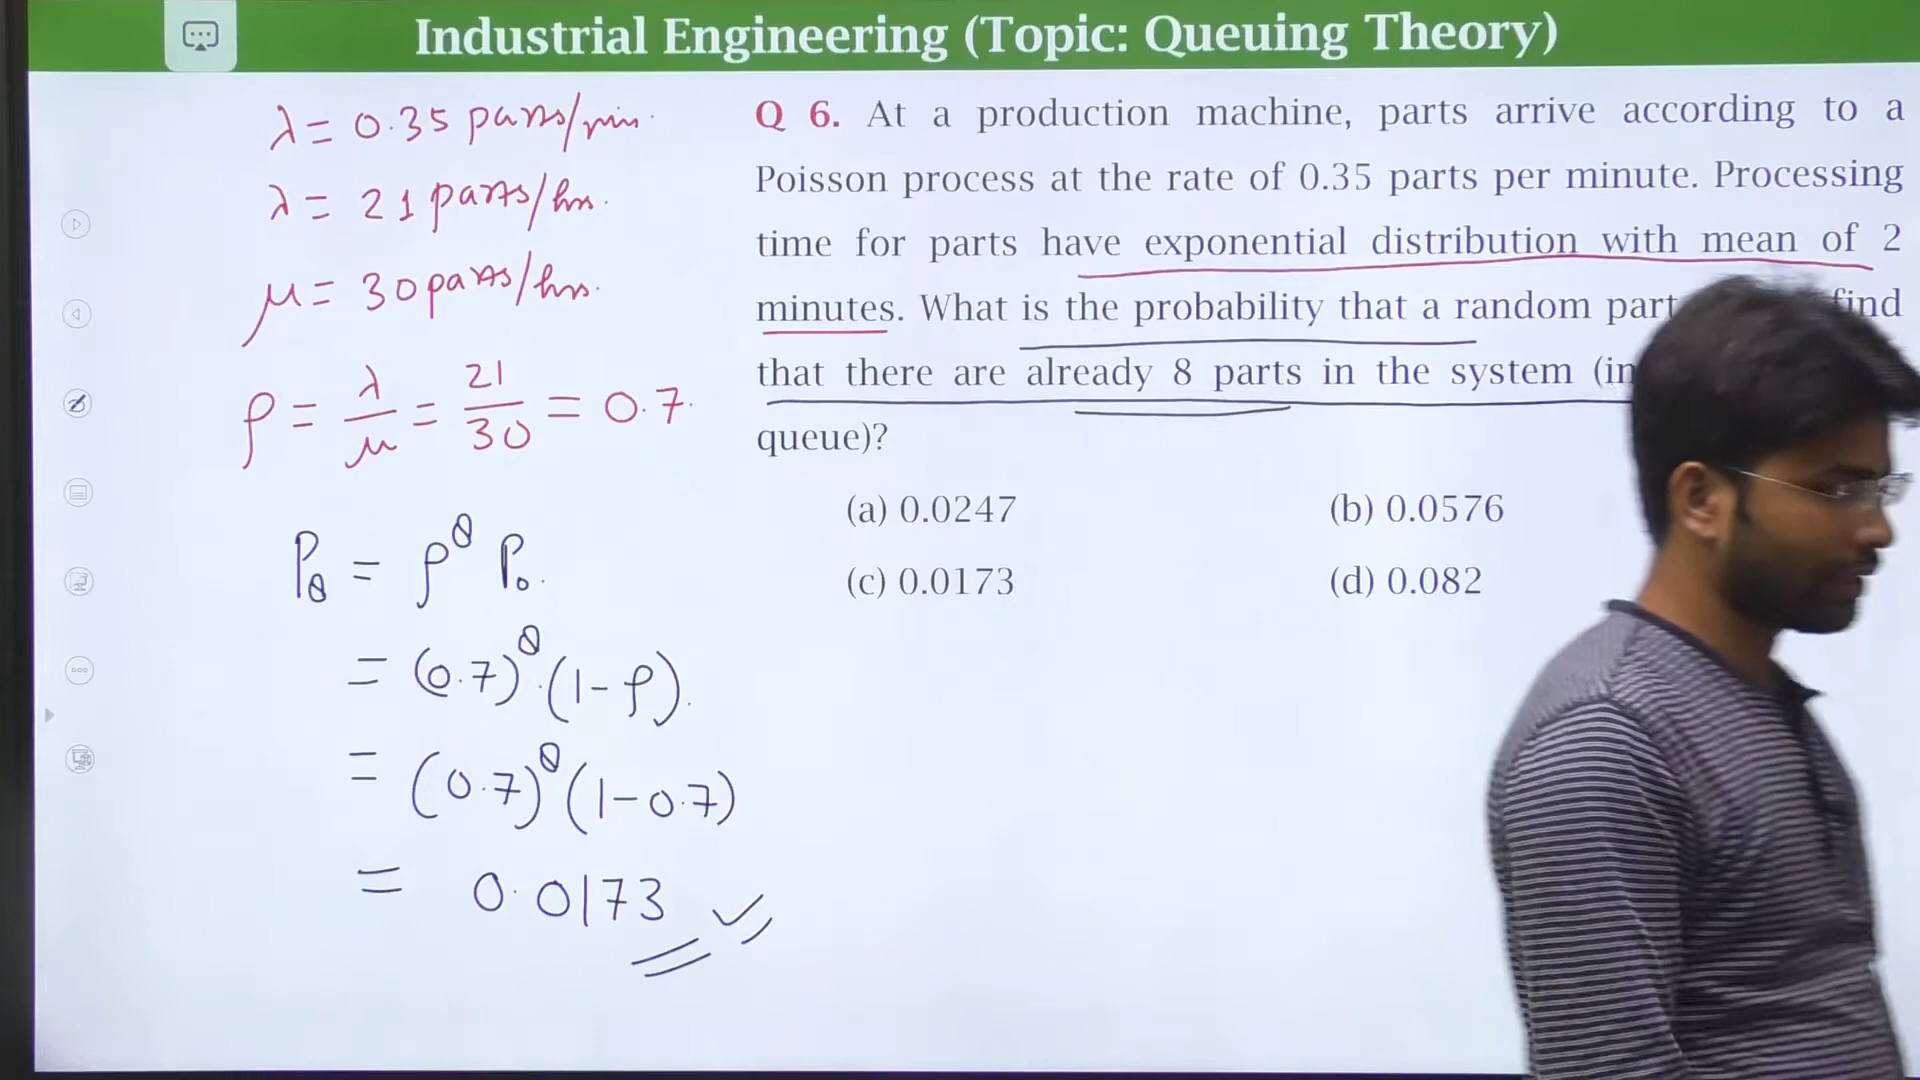 Industrial Engineering (Topic: Queuing Theory)
λ = 0.35 parts/min.
λ = 21 parts/hrs.
μ = 30 parts/hrs.
ρ = λ/μ = 21/30 = 0.7.
P₈ = ρ⁸ P₀.
= (0.7)⁸.(1-ρ).
= (0.7)⁸(1-0.7)
= 0.0173
Q 6. At a production machine, parts arrive according to a
Poisson process at the rate of 0.35 parts per minute. Processing
time for parts have exponential distribution with mean of 2
minutes. What is the probability that a random part find
that there are already 8 parts in the system (in
queue)?
(a) 0.0247 (b) 0.0576
(c) 0.0173 (d) 0.082